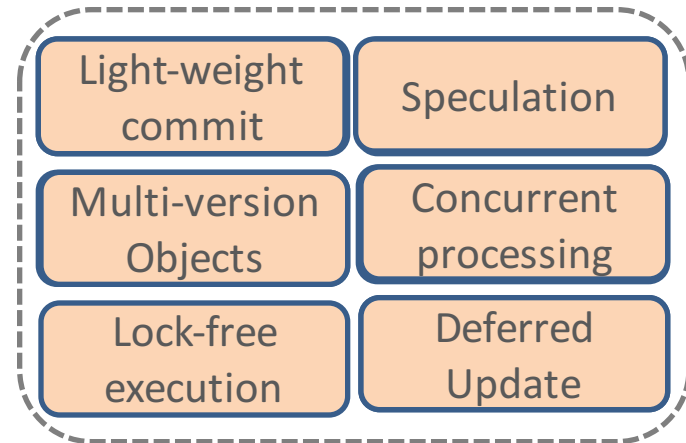 Light-weight
commit
Speculation
Multi-version
Objects
Concurrent
processing
Lock-free
execution
Deferred
Update